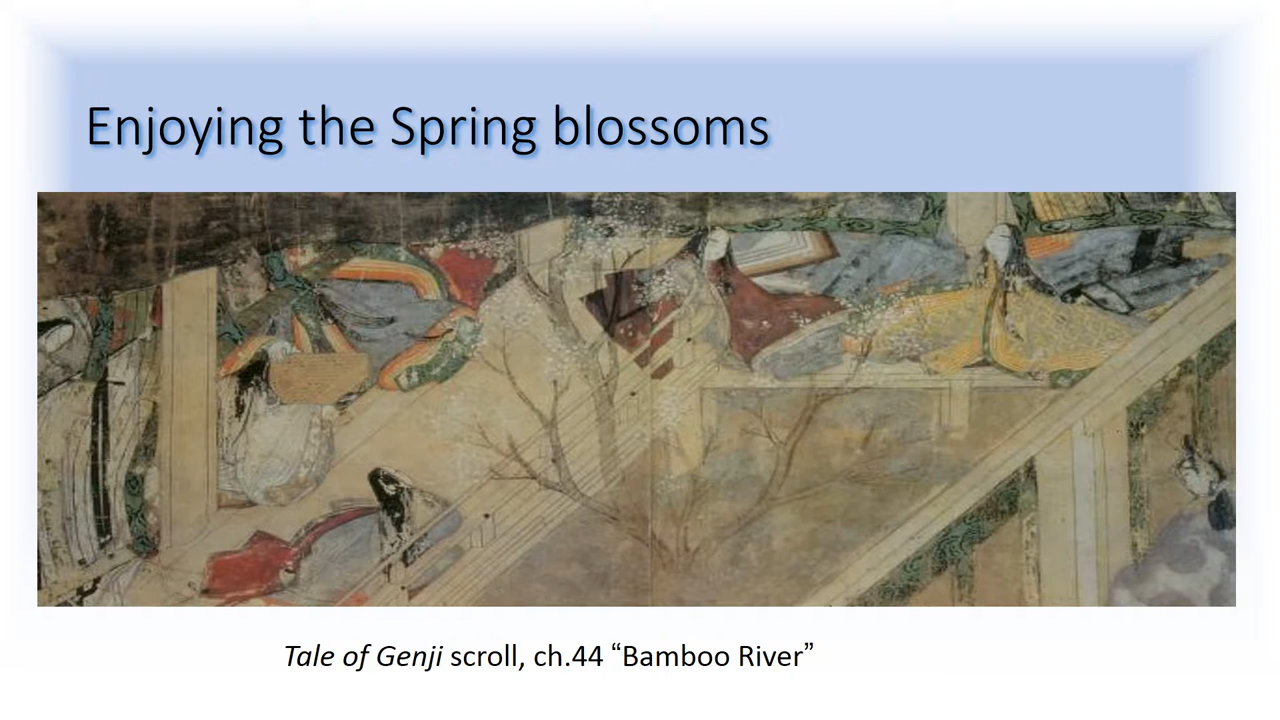 Enjoying the Spring blossoms
Tale of Genji scroll, ch.44 “Bamboo River”